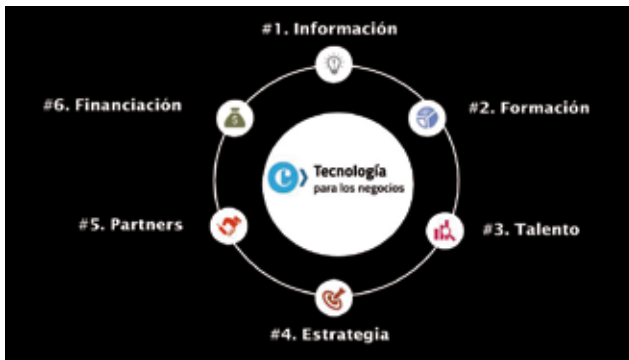 #1. Información
#2. Formación
#3. Talento
#4. Estrategia
#5. Partners
#6. Financiación
Tecnología
para los negocios